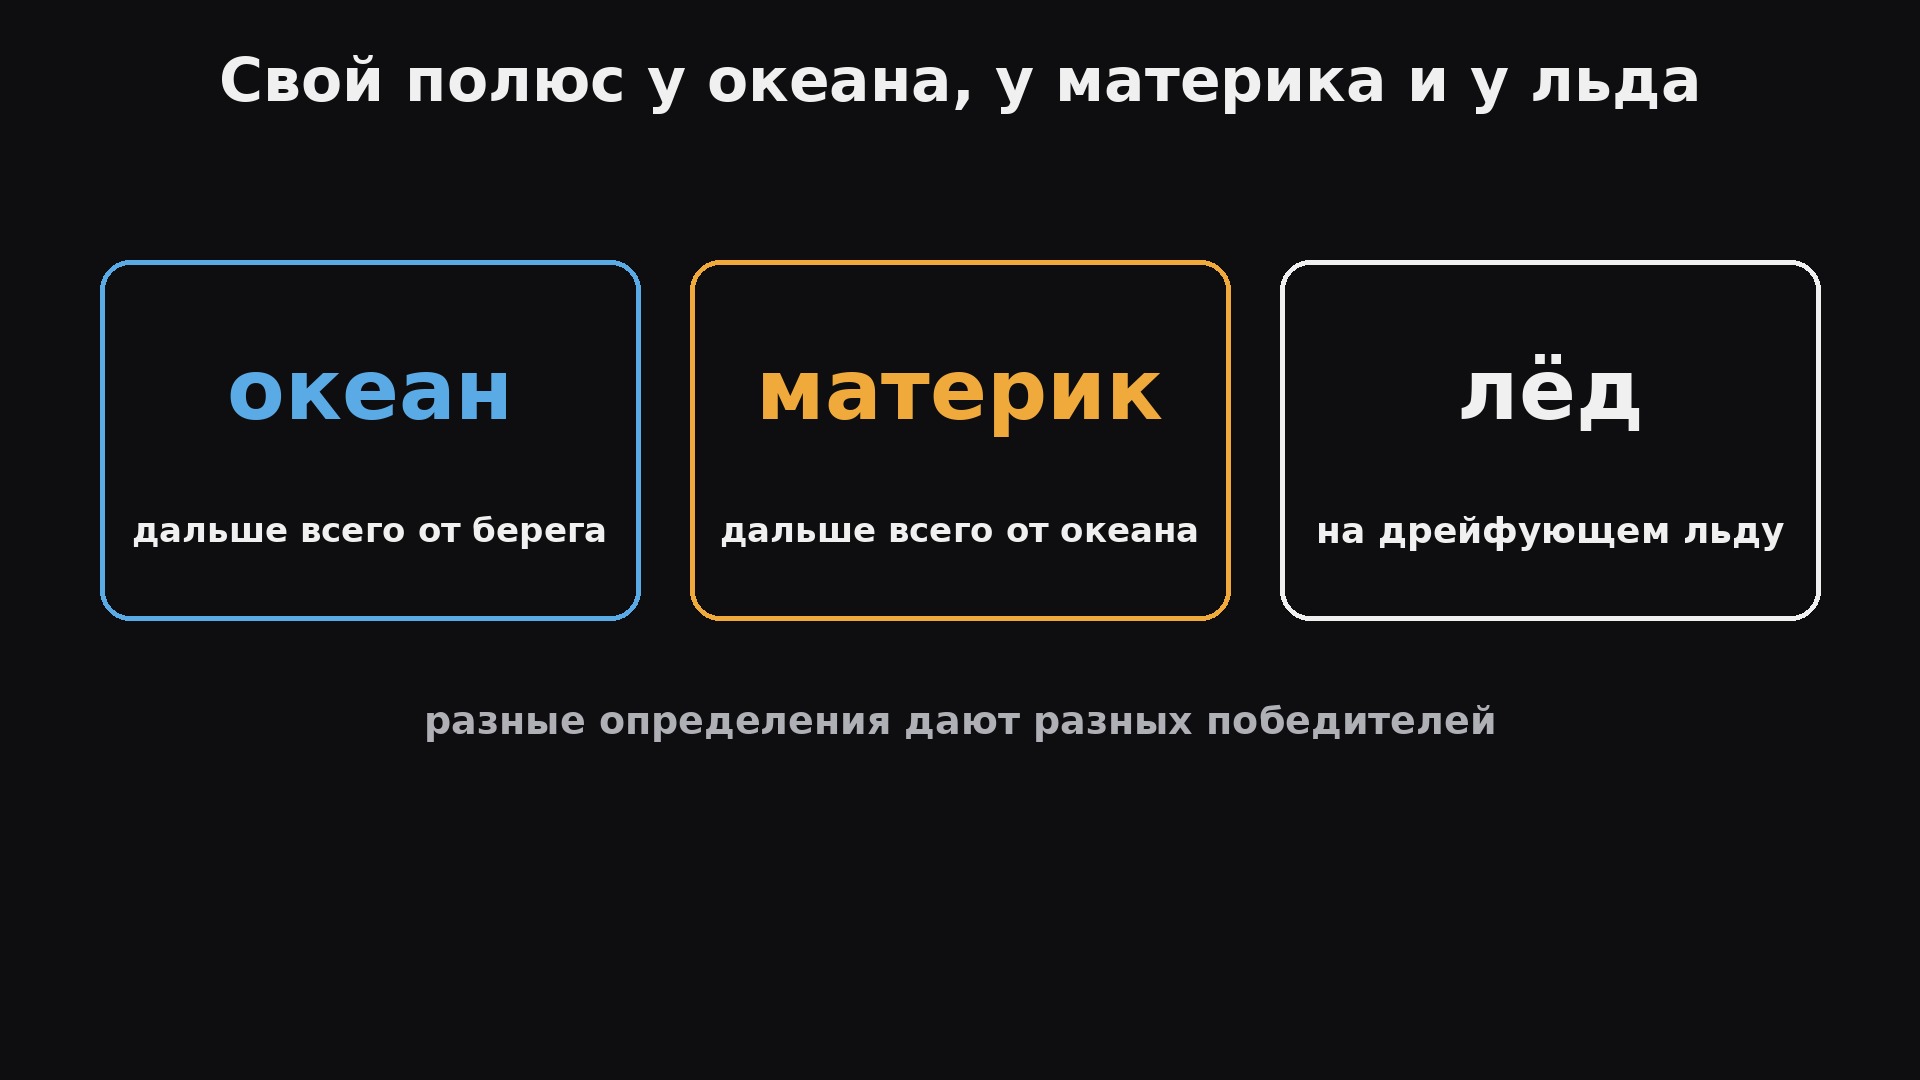 Свой полюс у океана, у материка и у льда
океан
дальше всего от берега
материк
дальше всего от океана
лёд
на дрейфующем льду
разные определения дают разных победителей